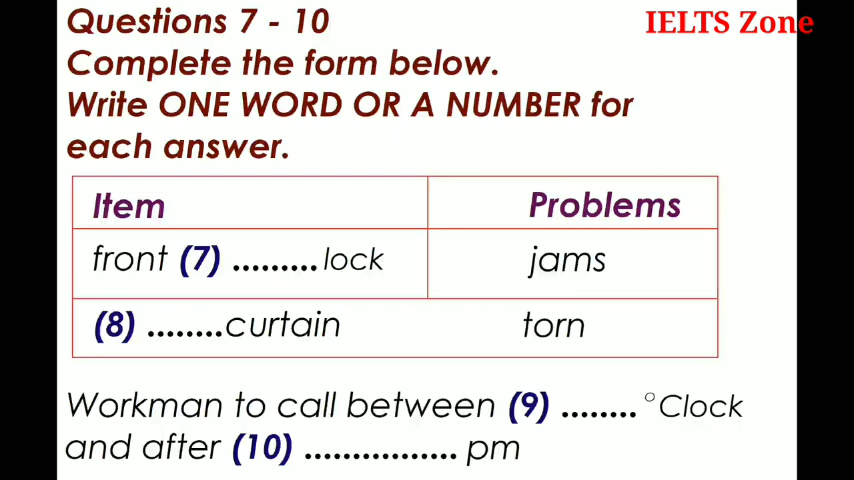 Questions 7 - 10
IELTS Zone
Complete the form below.
Write ONE WORD OR A NUMBER for
each answer.
Item Problems
front (7) .........lock jams
(8) ........curtain torn
Workman to call between (9) ........°Clock
and after (10) ................. pm